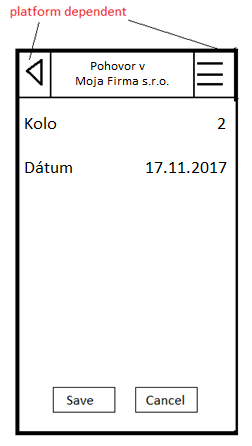 platform dependent
Pohovor v
Moja Firma s.r.o.
Kolo 2
Dátum 17.11.2017
Save Cancel